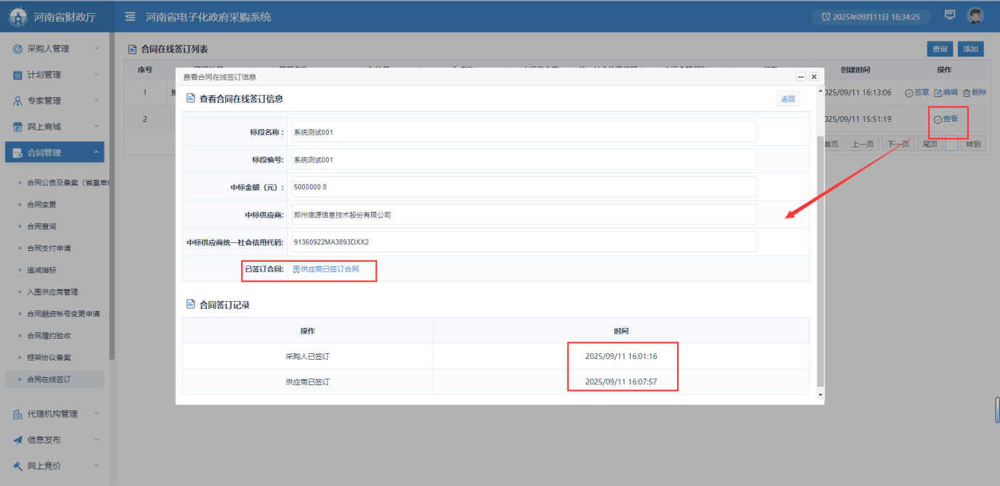 河南省财政厅
河南省电子化政府采购系统
2025年09月11日 16:34:25
采购人管理
计划管理
专家管理
网上商城
合同管理
合同公告及备案（省直单
合同变更
合同查询
合同支付申请
追减指标
入围供应商管理
合同融资帐号变更申请
合同履约验收
框架协议备案
合同在线签订
代理机构管理
信息发布
网上竞价
合同在线签订列表
查询 添加
序号 创建时间 操作
1 025/09/11 16:13:06 签章 编辑 删除
2 025/09/11 15:51:19 查看
首页 上一页 下一页 尾页 转到
查看合同在线签订信息
查看合同在线签订信息
返回
标段名称： 系统测试001
标段编号: 系统测试001
中标金额（元）: 5000000.0
中标供应商: 郑州信源信息技术股份有限公司
中标供应商统一社会信用代码: 91360922MA3893DXX2
已签订合同: 供应商已签订合同
合同签订记录
操作 时间
采购人已签订 2025/09/11 16:01:16
供应商已签订 2025/09/11 16:07:57